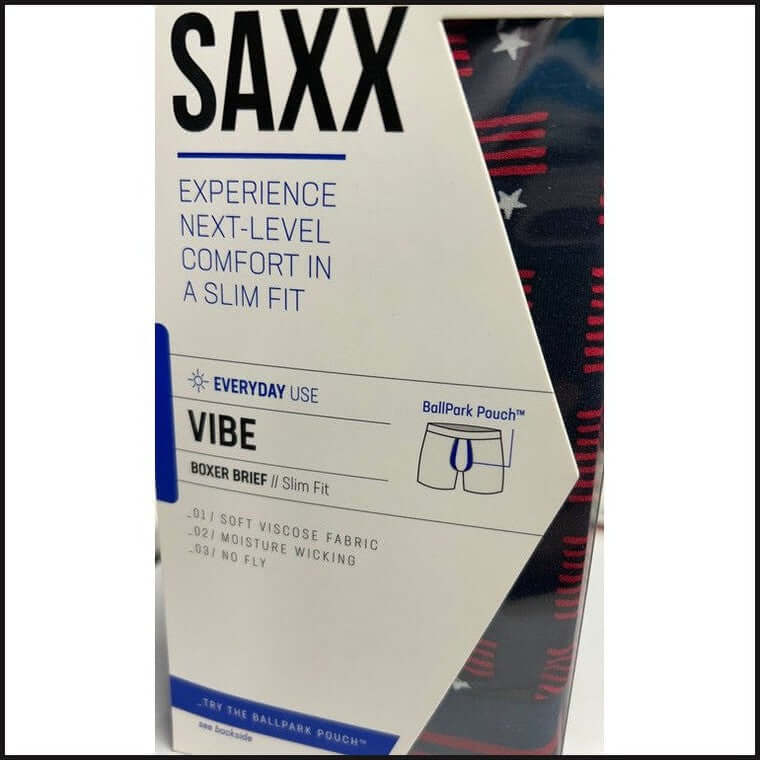 SAXX
EXPERIENCE
NEXT-LEVEL
COMFORT IN
A SLIM FIT
EVERYDAY USE
VIBE
BOXER BRIEF // Slim Fit
BallPark Pouch™
_01/ SOFT VISCOSE FABRIC
_02/ MOISTURE WICKING
_03/ NO FLY
_TRY THE BALLPARK POUCH™
see backside